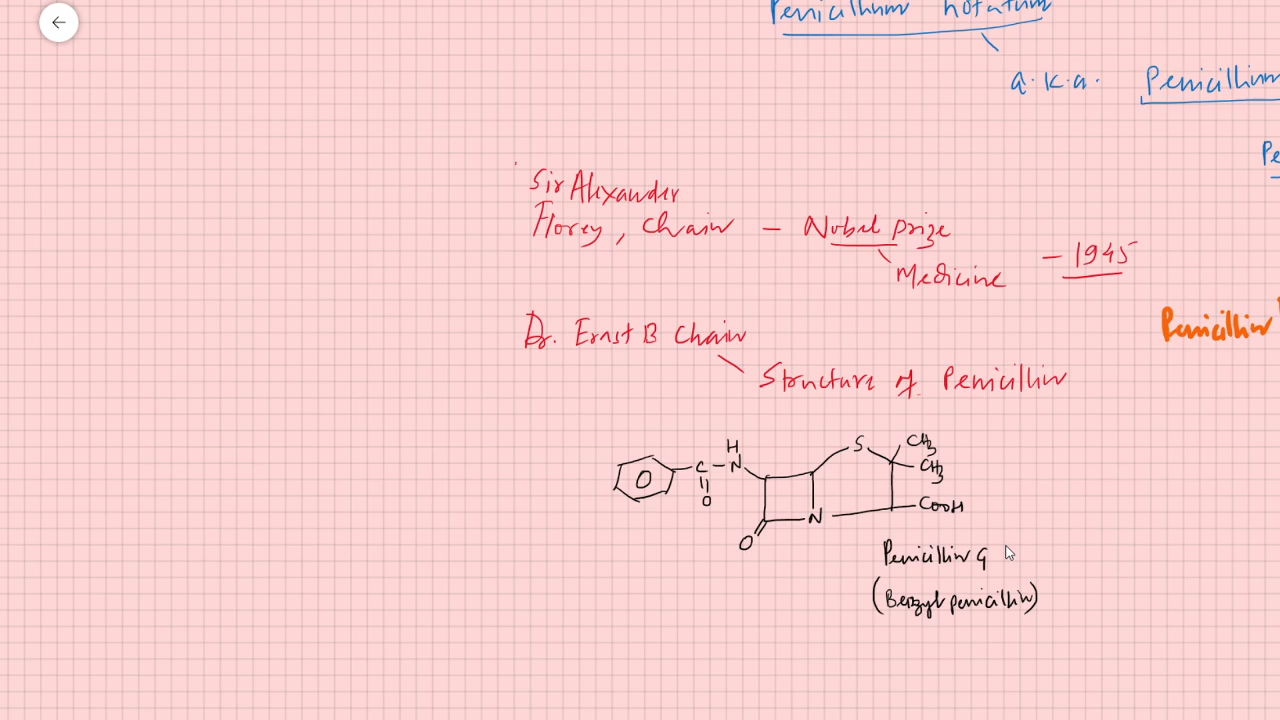 Penicillium notatum
a.k.a. Penicillium
Sir Alexander
Florey, Chain - Nobel prize
Medicine - 1945
Penicillin
Dr. Ernst B Chain
Structure of Penicillin
H
S
CH3
C - N
CH3
O
N
COOH
O
Penicillin G
(Benzyl penicillin)